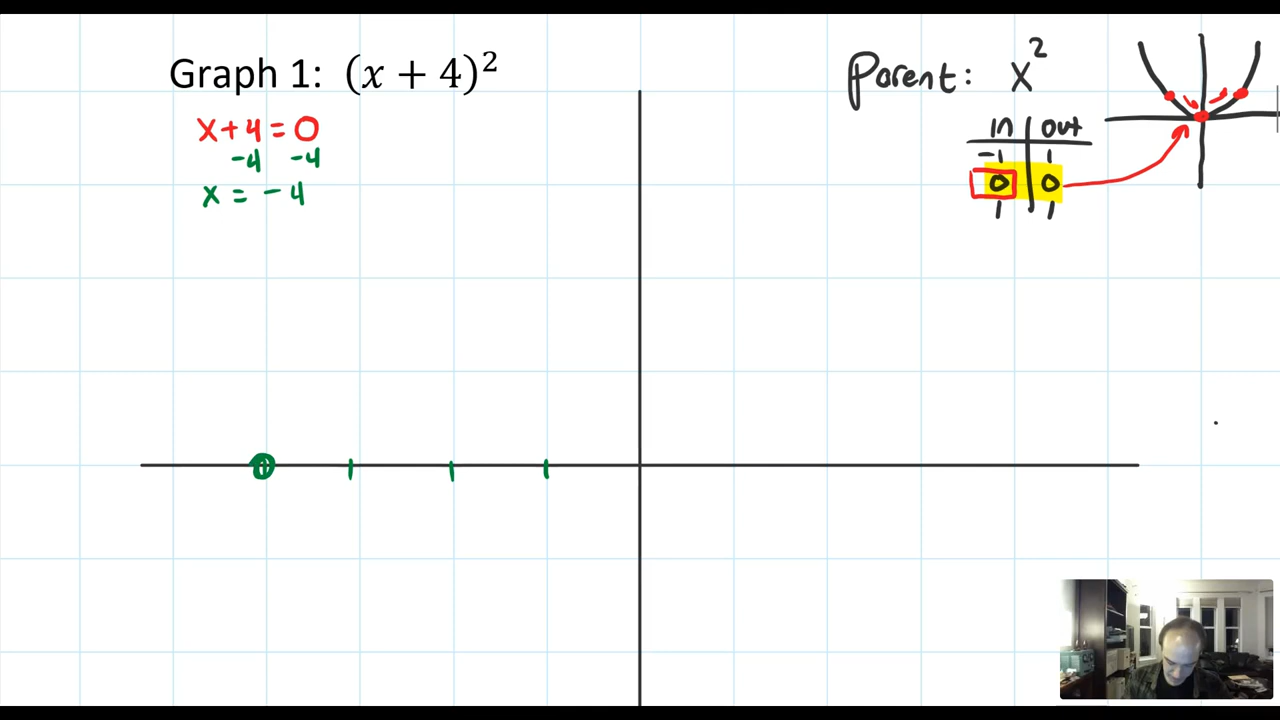 Graph 1: (x + 4)²
x + 4 = 0
-4 -4
x = -4
Parent: x²
In | out
-1 | 1
0 | 0
1 | 1